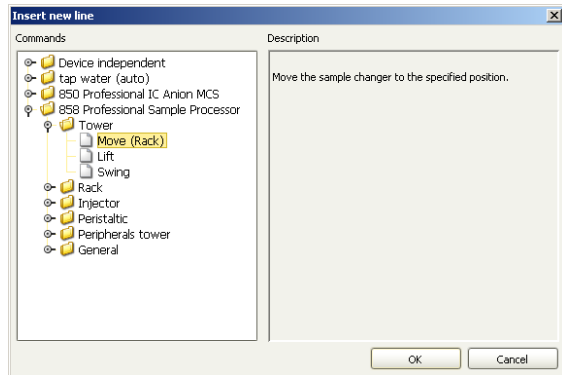 Insert new line
Commands
Description
Device independent
tap water (auto)
850 Professional IC Anion MCS
858 Professional Sample Processor
Tower
Move (Rack)
Lift
Swing
Rack
Injector
Peristaltic
Peripherals tower
General
Move the sample changer to the specified position.
OK
Cancel